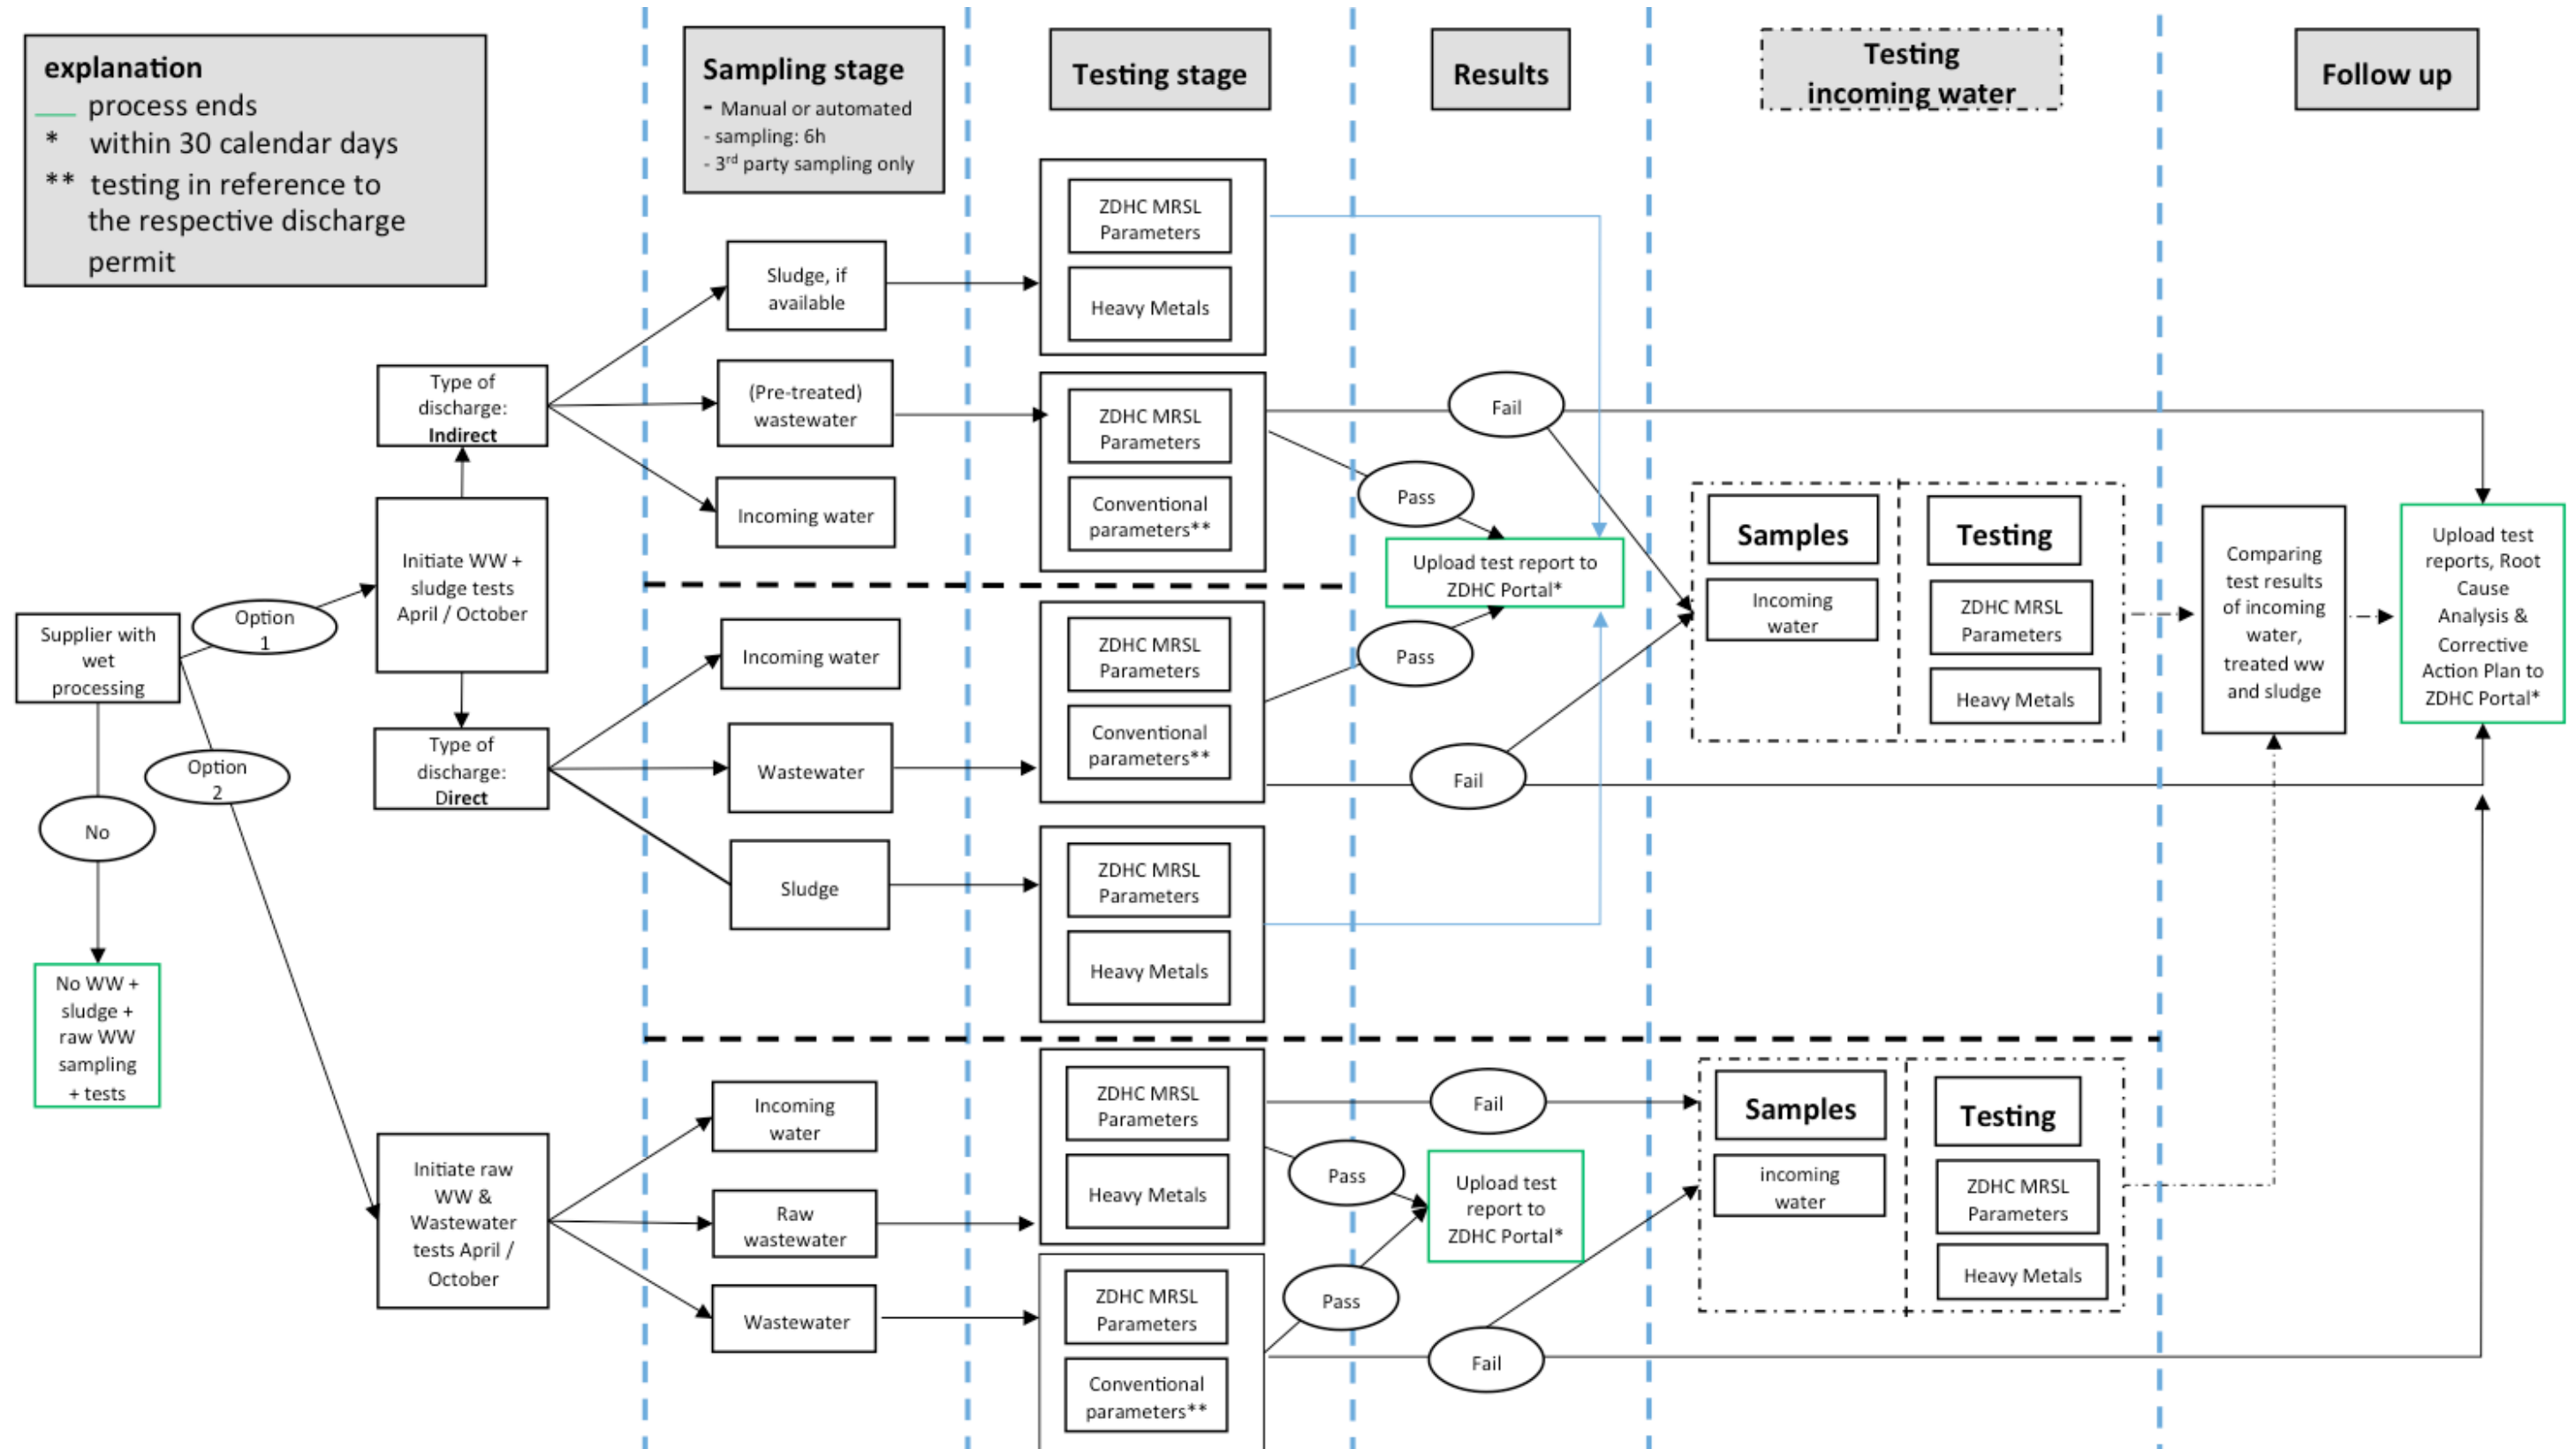 explanation
process ends
* within 30 calendar days
** testing in reference to
the respective discharge
permit
Sampling stage
- Manual or automated
- sampling: 6h
- 3rd party sampling only
Testing stage
Results
Testing
incoming water
Follow up
Supplier with
wet
processing
Option
1
Option
2
No
No WW +
sludge +
raw WW
sampling
+ tests
Type of
discharge:
Indirect
Initiate WW +
sludge tests
April / October
Type of
discharge:
Direct
Initiate raw
WW &
Wastewater
tests April /
October
Sludge, if
available
(Pre-treated)
wastewater
Incoming water
Incoming water
Wastewater
Sludge
Incoming
water
Raw
wastewater
Wastewater
ZDHC MRSL
Parameters
Heavy Metals
ZDHC MRSL
Parameters
Conventional
parameters**
ZDHC MRSL
Parameters
Conventional
parameters**
ZDHC MRSL
Parameters
Heavy Metals
ZDHC MRSL
Parameters
Heavy Metals
ZDHC MRSL
Parameters
Conventional
parameters**
Fail
Pass
Upload test report to
ZDHC Portal*
Pass
Fail
Fail
Pass
Upload test
report to
ZDHC Portal*
Pass
Fail
Samples
Incoming
water
Testing
ZDHC MRSL
Parameters
Heavy Metals
Samples
incoming
water
Testing
ZDHC MRSL
Parameters
Heavy Metals
Comparing
test results
of incoming
water,
treated ww
and sludge
Upload test
reports, Root
Cause
Analysis &
Corrective
Action Plan to
ZDHC Portal*